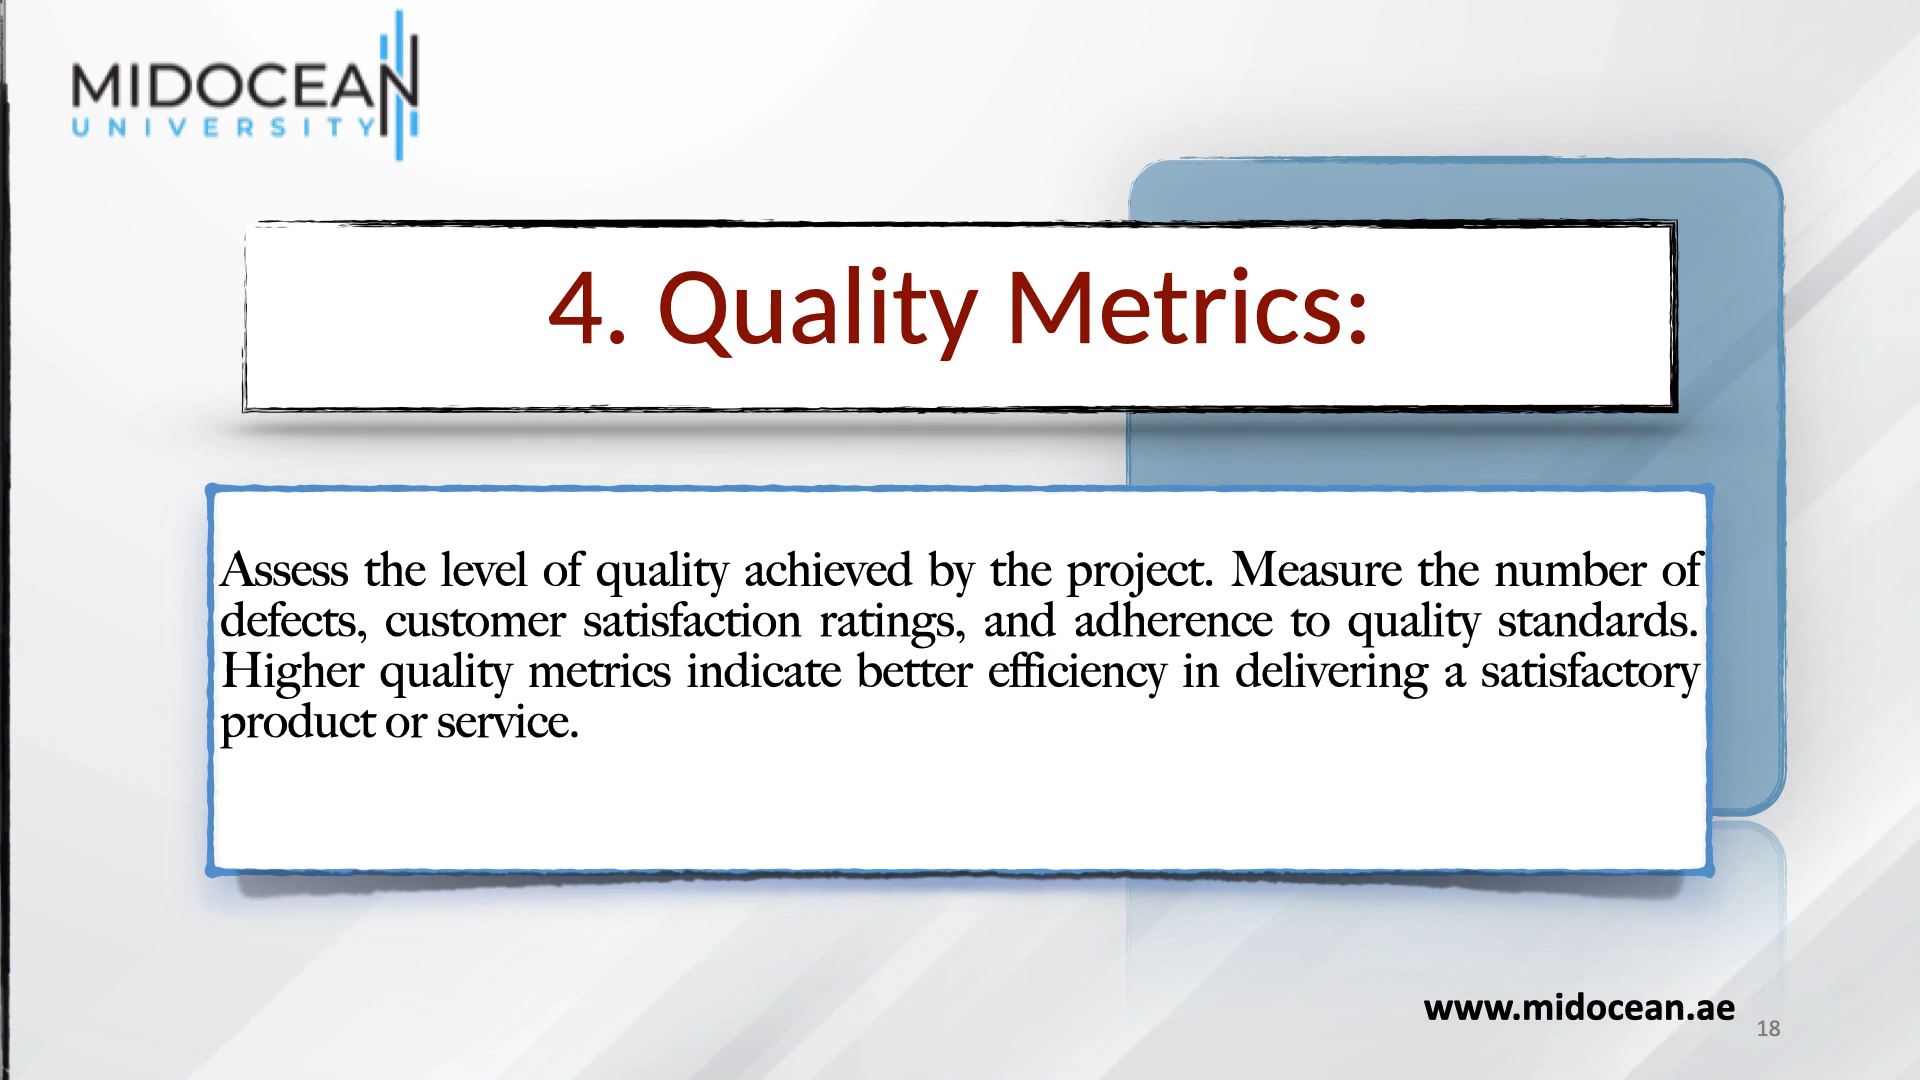 MIDOCEAN
UNIVERSITY
4. Quality Metrics:
Assess the level of quality achieved by the project. Measure the number of
defects, customer satisfaction ratings, and adherence to quality standards.
Higher quality metrics indicate better efficiency in delivering a satisfactory
product or service.
www.midocean.ae
18